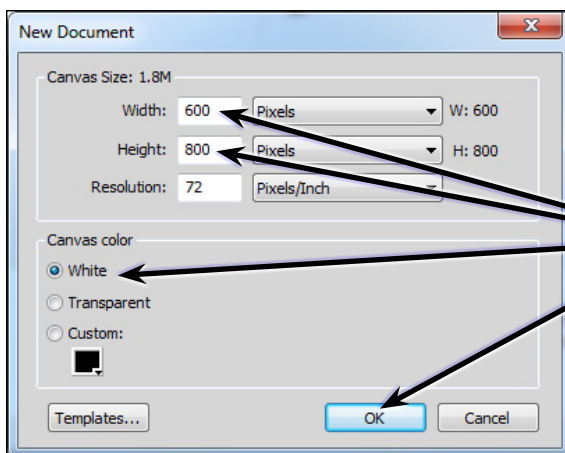 New Document
Canvas Size: 1.8M
Width: 600 Pixels W: 600
Height: 800 Pixels H: 800
Resolution: 72 Pixels/Inch
Canvas color
White
Transparent
Custom:
Templates... OK Cancel